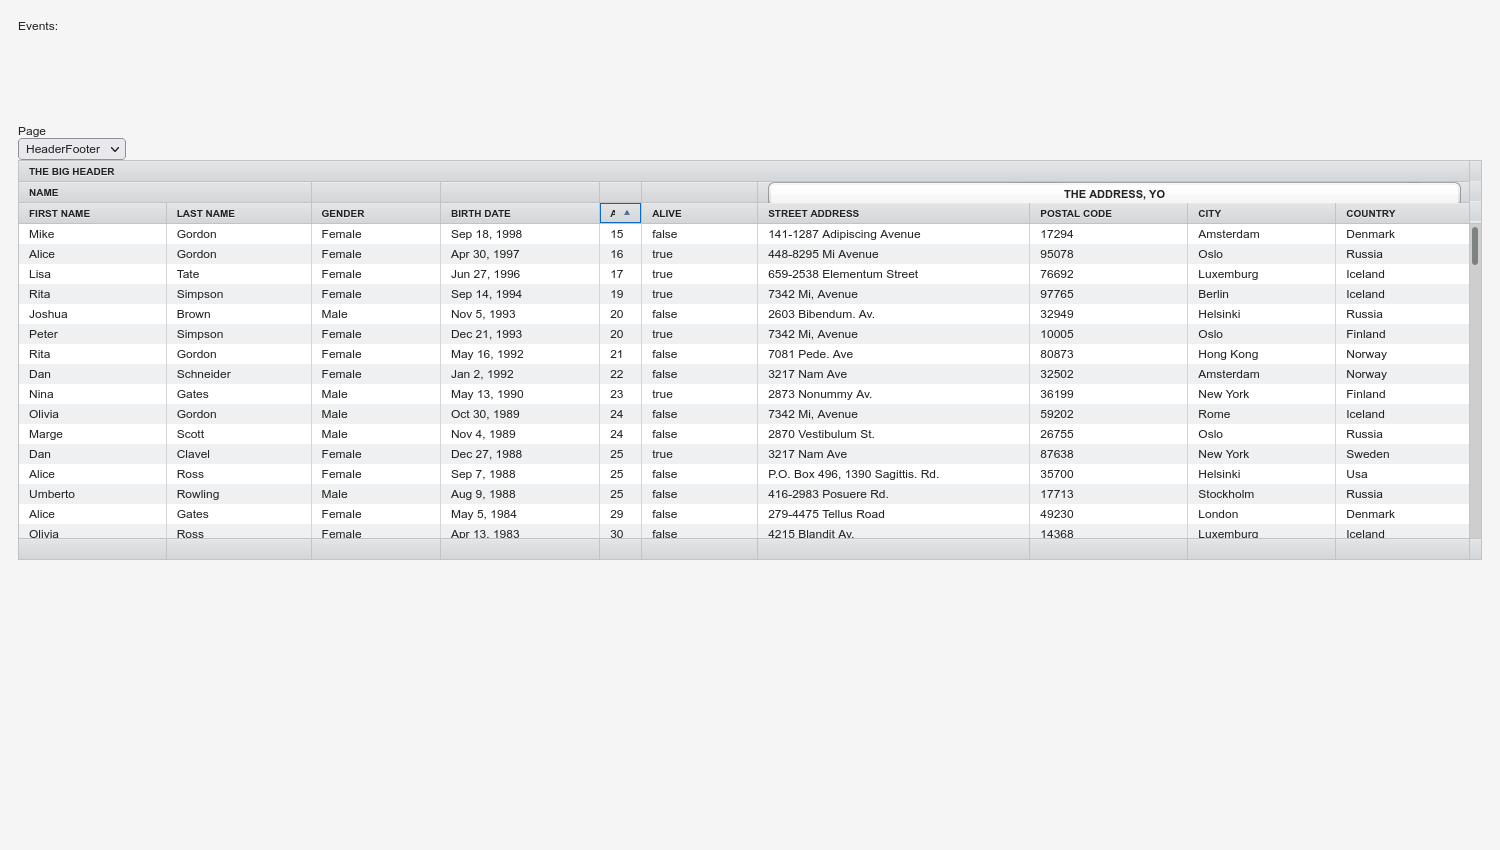 Events:
Page
HeaderFooter
THE BIG HEADER
NAME THE ADDRESS, YO
FIRST NAME LAST NAME GENDER BIRTH DATE A ALIVE STREET ADDRESS POSTAL CODE CITY COUNTRY
Mike Gordon Female Sep 18, 1998 15 false 141-1287 Adipiscing Avenue 17294 Amsterdam Denmark
Alice Gordon Female Apr 30, 1997 16 true 448-8295 Mi Avenue 95078 Oslo Russia
Lisa Tate Female Jun 27, 1996 17 true 659-2538 Elementum Street 76692 Luxemburg Iceland
Rita Simpson Female Sep 14, 1994 19 true 7342 Mi, Avenue 97765 Berlin Iceland
Joshua Brown Male Nov 5, 1993 20 false 2603 Bibendum. Av. 32949 Helsinki Russia
Peter Simpson Female Dec 21, 1993 20 true 7342 Mi, Avenue 10005 Oslo Finland
Rita Gordon Female May 16, 1992 21 false 7081 Pede. Ave 80873 Hong Kong Norway
Dan Schneider Female Jan 2, 1992 22 false 3217 Nam Ave 32502 Amsterdam Norway
Nina Gates Male May 13, 1990 23 true 2873 Nonummy Av. 36199 New York Finland
Olivia Gordon Male Oct 30, 1989 24 false 7342 Mi, Avenue 59202 Rome Iceland
Marge Scott Male Nov 4, 1989 24 false 2870 Vestibulum St. 26755 Oslo Russia
Dan Clavel Female Dec 27, 1988 25 true 3217 Nam Ave 87638 New York Sweden
Alice Ross Female Sep 7, 1988 25 false P.O. Box 496, 1390 Sagittis. Rd. 35700 Helsinki Usa
Umberto Rowling Male Aug 9, 1988 25 false 416-2983 Posuere Rd. 17713 Stockholm Russia
Alice Gates Female May 5, 1984 29 false 279-4475 Tellus Road 49230 London Denmark
Olivia Ross Female Apr 13, 1983 30 false 4215 Blandit Av. 14368 Luxemburg Iceland